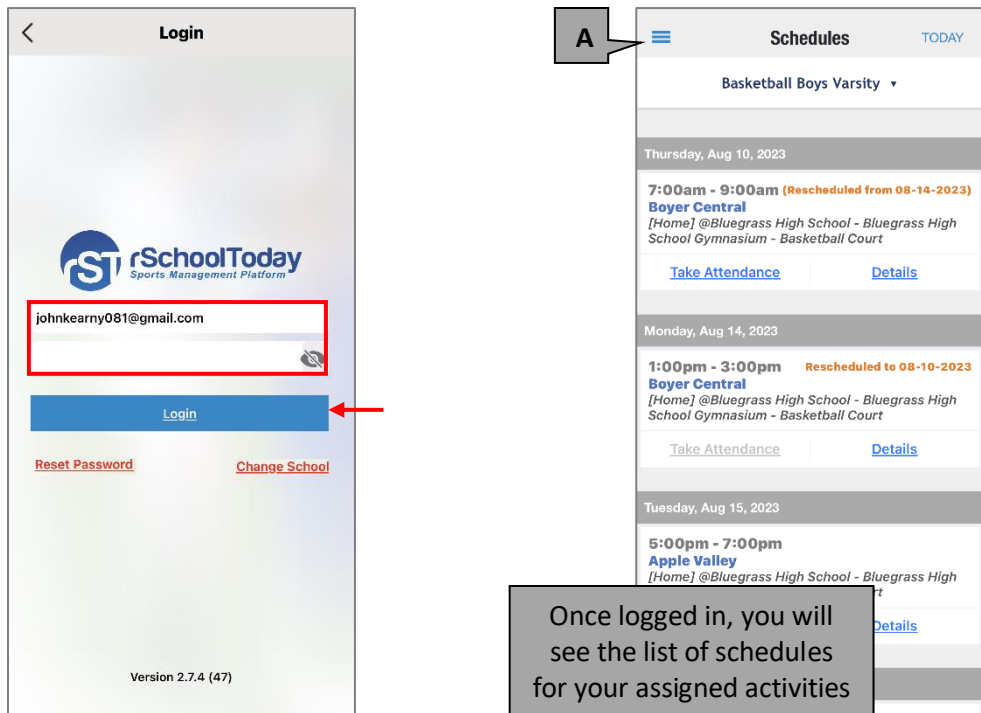 Login
rSchoolToday
Sports Management Platform
johnkearny081@gmail.com
Login
Reset Password
Change School
Version 2.7.4 (47)
A
Schedules
TODAY
Basketball Boys Varsity
Thursday, Aug 10, 2023
7:00am - 9:00am (Rescheduled from 08-14-2023)
Boyer Central
[Home] @Bluegrass High School - Bluegrass High
School Gymnasium - Basketball Court
Take Attendance
Details
Monday, Aug 14, 2023
1:00pm - 3:00pm Rescheduled to 08-10-2023
Boyer Central
[Home] @Bluegrass High School - Bluegrass High
School Gymnasium - Basketball Court
Take Attendance
Details
Tuesday, Aug 15, 2023
5:00pm - 7:00pm
Apple Valley
[Home] @Bluegrass High School - Bluegrass High
Details
Once logged in, you will
see the list of schedules
for your assigned activities